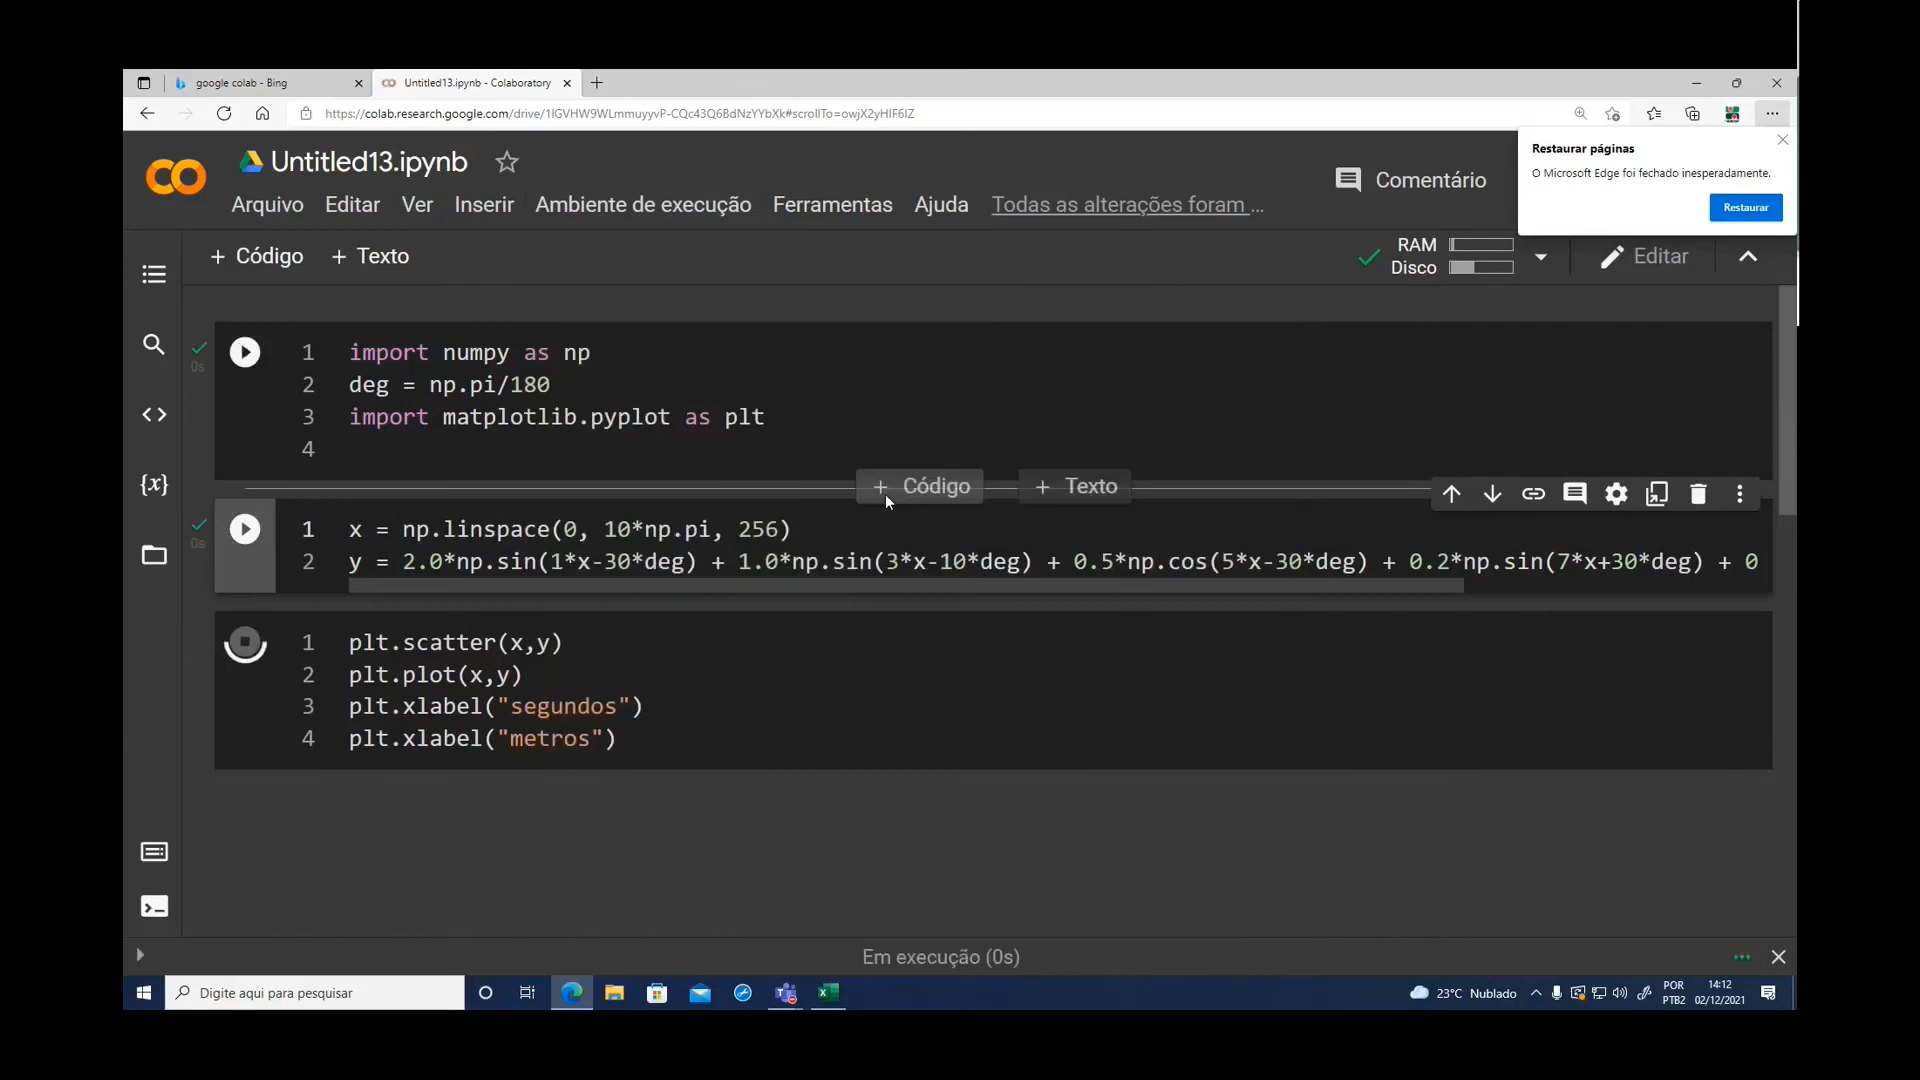 google colab - Bing
Untitled13.ipynb - Colaboratory
https://colab.research.google.com/drive/1IGVHW9WLmmuyyvP-CQc43Q6BdNzYYbXk#scrollTo=owjX2yHIF6IZ
Restaurar páginas
O Microsoft Edge foi fechado inesperadamente.
Restaurar
Untitled13.ipynb
Comentário
Arquivo Editar Ver Inserir Ambiente de execução Ferramentas Ajuda Todas as alterações foram ...
+ Código + Texto
RAM
Disco
Editar
0s
1 import numpy as np
2 deg = np.pi/180
3 import matplotlib.pyplot as plt
4
+ Código + Texto
0s
1 x = np.linspace(0, 10*np.pi, 256)
2 y = 2.0*np.sin(1*x-30*deg) + 1.0*np.sin(3*x-10*deg) + 0.5*np.cos(5*x-30*deg) + 0.2*np.sin(7*x+30*deg) + 0
1 plt.scatter(x,y)
2 plt.plot(x,y)
3 plt.xlabel("segundos")
4 plt.xlabel("metros")
Em execução (0s)
Digite aqui para pesquisar
23°C Nublado
POR
PTB2
14:12
02/12/2021